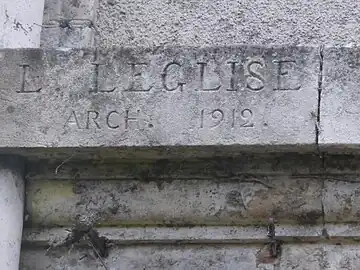 L LEGLISE
ARCH. 1912.